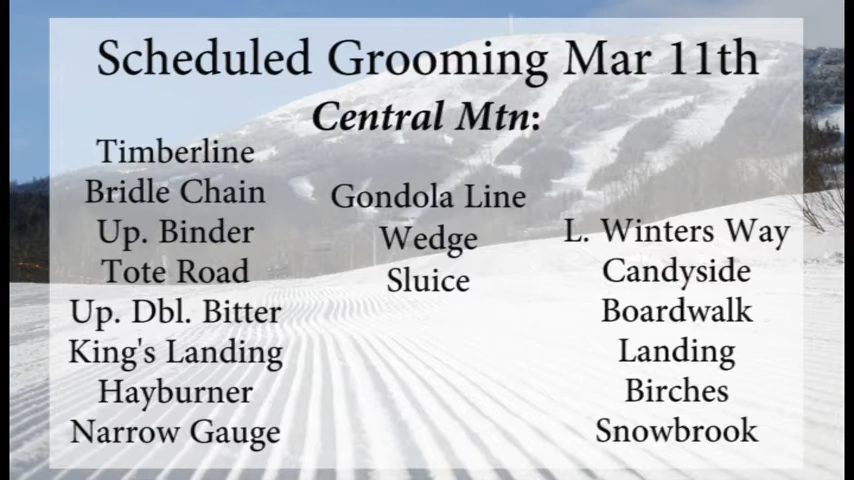 Scheduled Grooming Mar 11th
Central Mtn:
Timberline
Bridle Chain
Up. Binder
Tote Road
Up. Dbl. Bitter
King's Landing
Hayburner
Narrow Gauge
Gondola Line
Wedge
Sluice
L. Winters Way
Candyside
Boardwalk
Landing
Birches
Snowbrook